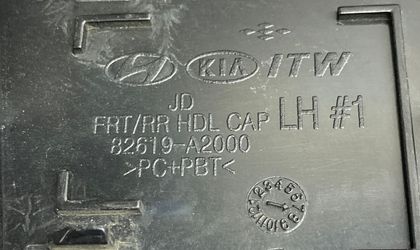 KIA ITW
JD
FRT/RR HDL CAP LH #1
82619-A2000
>PC+PBT<